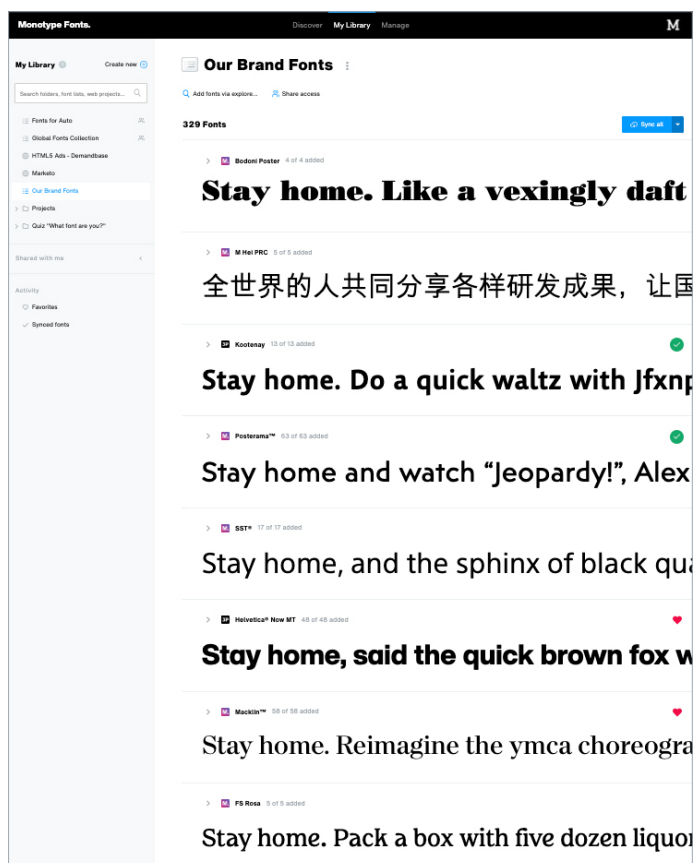 Monotype Fonts.
Discover My Library Manage
M
My Library
Create new
Search folders, font lists, web projects...
Fonts for Auto
Global Fonts Collection
HTML5 Ads - Demandbase
Marketo
Our Brand Fonts
Projects
Quiz "What font are you?"
Shared with me
Activity
Favorites
Synced fonts
Our Brand Fonts
Add fonts via explore... Share access
329 Fonts
Sync all
M. Bodoni Poster 4 of 4 added
Stay home. Like a vexingly daft
M. M Hei PRC 5 of 5 added
全世界的人共同分享各样研发成果，让国
3P Kootenay 13 of 13 added
Stay home. Do a quick waltz with Jfxnp
M. Posterama™ 63 of 63 added
Stay home and watch “Jeopardy!”, Alex
M. SST® 17 of 17 added
Stay home, and the sphinx of black qua
3P Helvetica® Now MT 48 of 48 added
Stay home, said the quick brown fox w
M. Macklin™ 58 of 58 added
Stay home. Reimagine the ymca choreogra
M. FS Rosa 5 of 5 added
Stay home. Pack a box with five dozen liquor